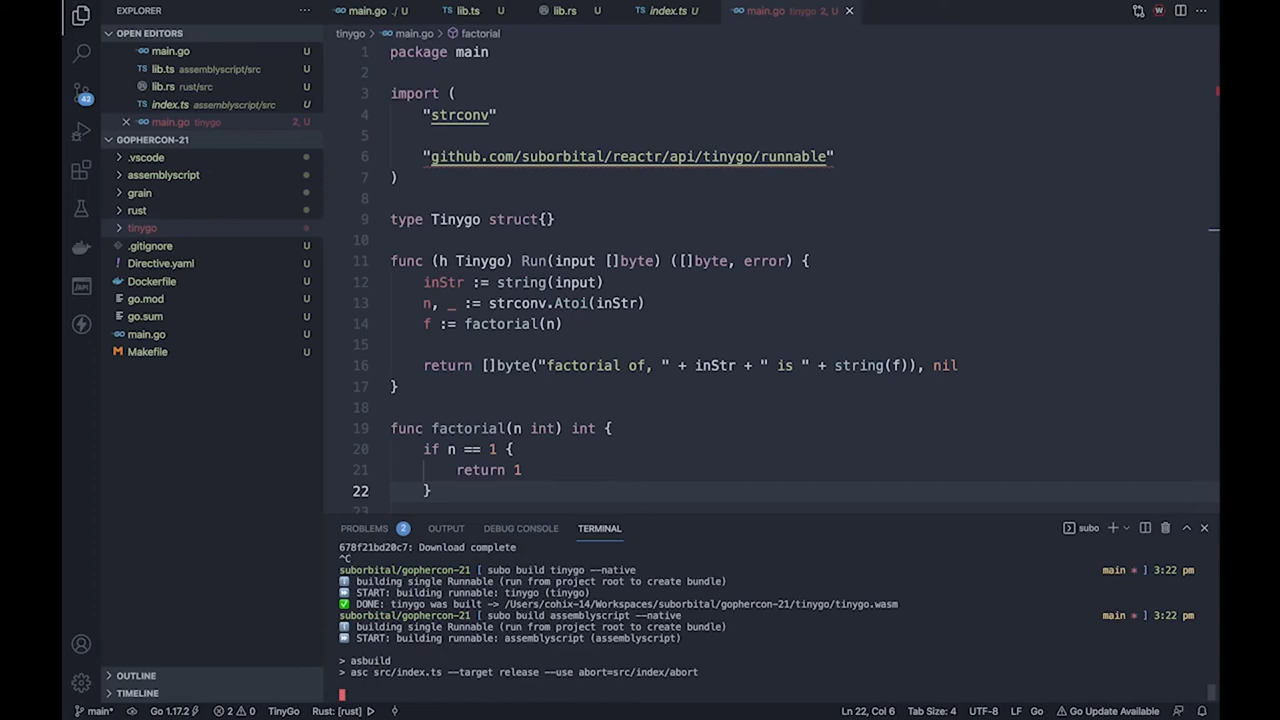 EXPLORER
OPEN EDITORS
main.go U
lib.ts assemblyscript/src U
lib.rs rust/src U
index.ts assemblyscript/src U
main.go tinygo 2, U
GOPHERCON-21
.vscode
assemblyscript
grain
rust
tinygo
.gitignore U
Directive.yaml U
Dockerfile U
go.mod U
go.sum U
main.go U
Makefile U
OUTLINE
TIMELINE
42
main.go ./ U
lib.ts U
lib.rs U
index.ts U
main.go tinygo 2, U
tinygo > main.go > factorial
1 package main
2
3 import (
4 "strconv"
5
6 "github.com/suborbital/reactr/api/tinygo/runnable"
7 )
8
9 type Tinygo struct{}
10
11 func (h Tinygo) Run(input []byte) ([]byte, error) {
12 inStr := string(input)
13 n, _ := strconv.Atoi(inStr)
14 f := factorial(n)
15
16 return []byte("factorial of, " + inStr + " is " + string(f)), nil
17 }
18
19 func factorial(n int) int {
20 if n == 1 {
21 return 1
22 }
23
PROBLEMS 2 OUTPUT DEBUG CONSOLE TERMINAL subo
678f21bd20c7: Download complete
^C
suborbital/gophercon-21 [ subo build tinygo --native main * ] 3:22 pm
building single Runnable (run from project root to create bundle)
START: building runnable: tinygo (tinygo)
DONE: tinygo was built -> /Users/cohix-14/Workspaces/suborbital/gophercon-21/tinygo/tinygo.wasm
suborbital/gophercon-21 [ subo build assemblyscript --native main * ] 3:22 pm
building single Runnable (run from project root to create bundle)
START: building runnable: assemblyscript (assemblyscript)
> asbuild
> asc src/index.ts --target release --use abort=src/index/abort
main* Go 1.17.2 2 0 TinyGo Rust: [rust] Ln 22, Col 6 Tab Size: 4 UTF-8 LF Go Go Update Available